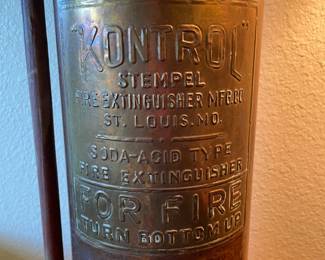 "KONTROL"
STEMPEL
FIRE EXTINGUISHER MFG. CO
ST. LOUIS. MO.
SODA-ACID TYPE
FIRE EXTINGUISHER
FOR FIRE
TURN BOTTOM UP